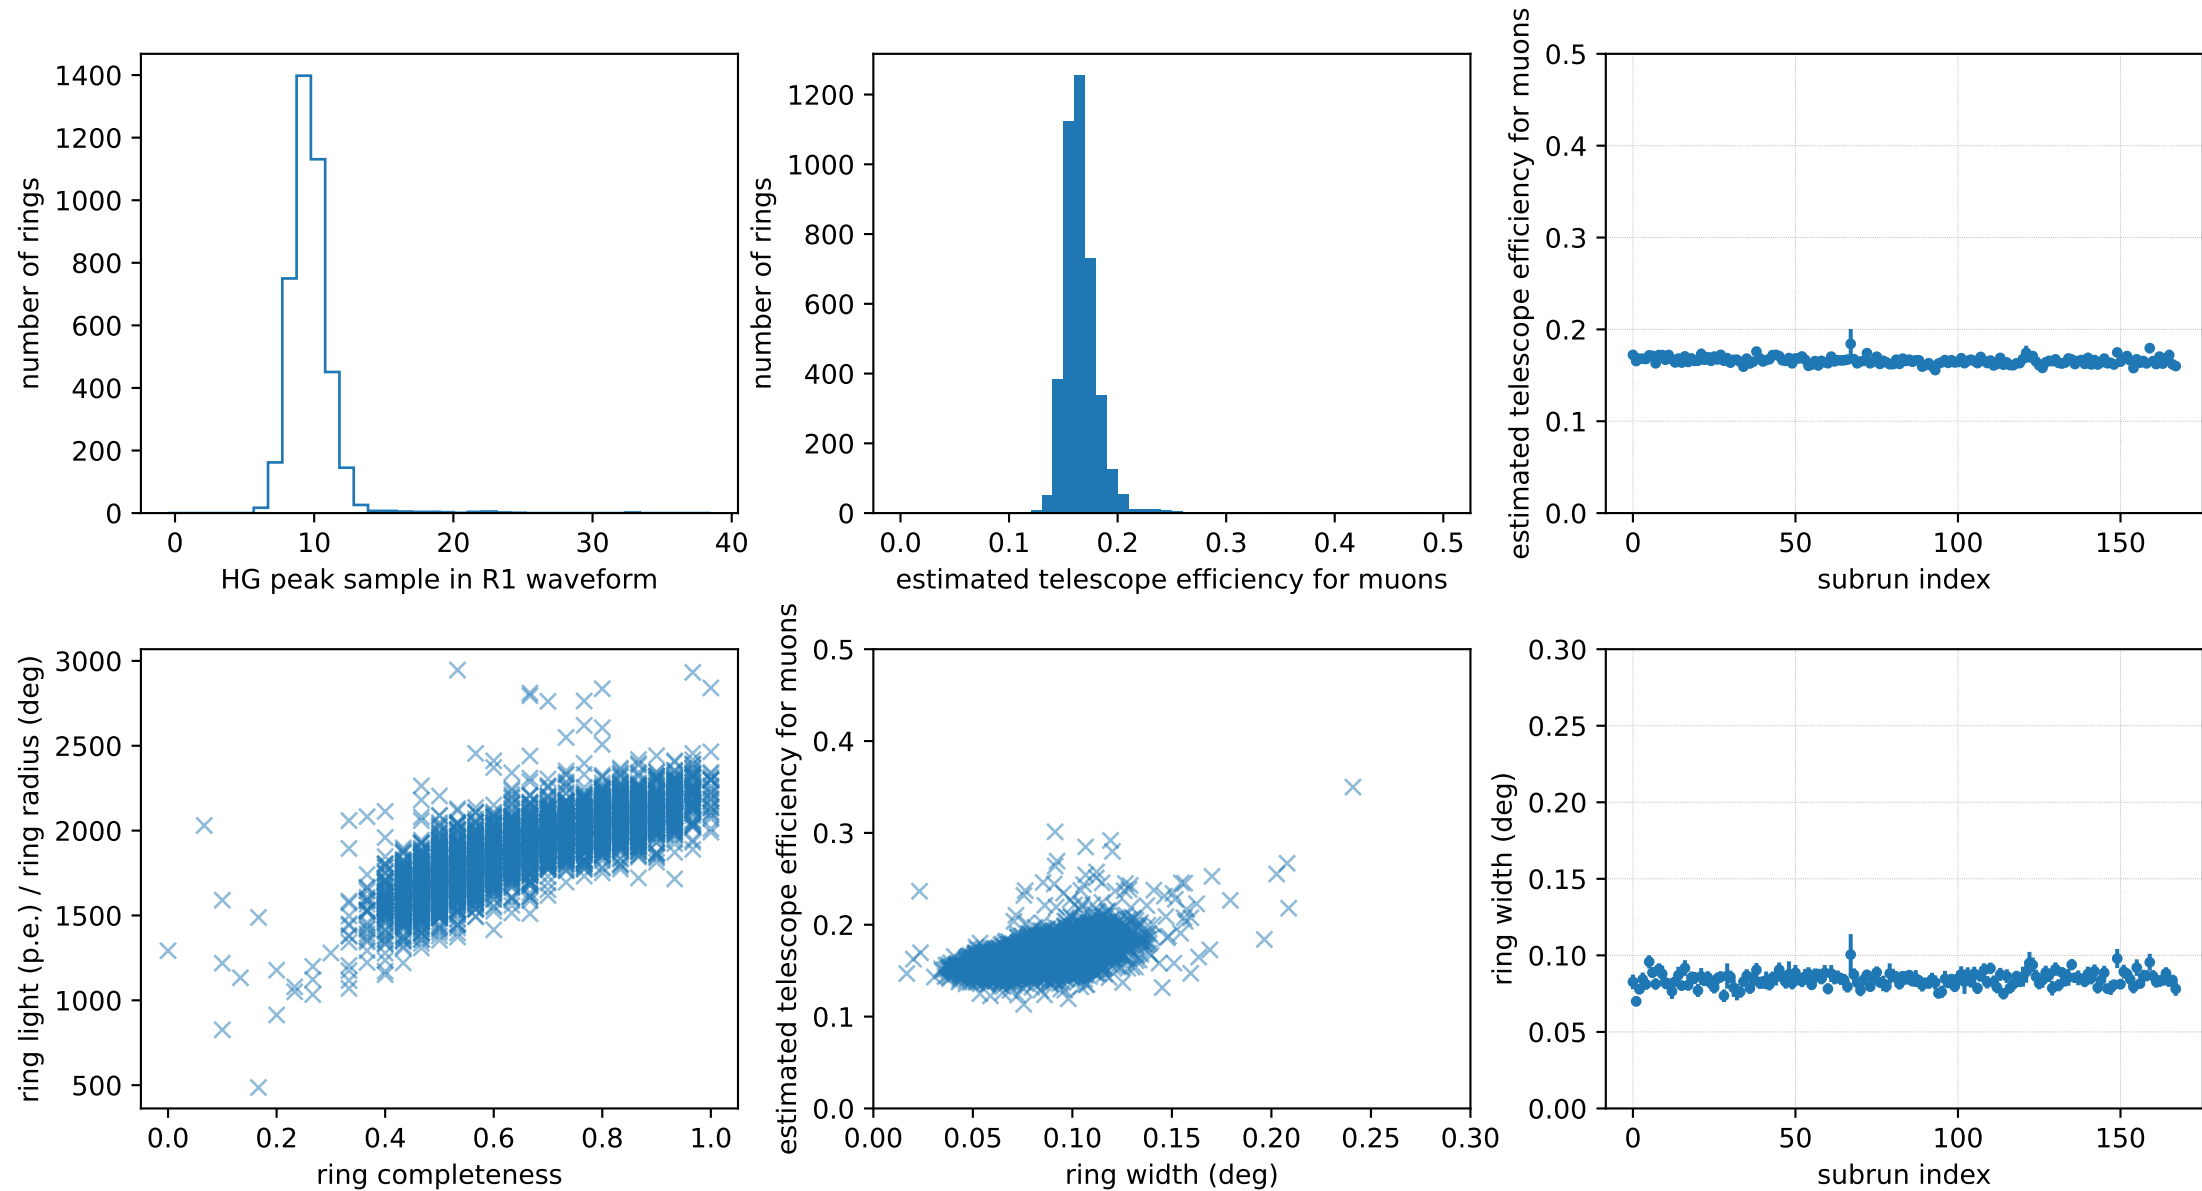 number of rings
1400
1200
1000
800
600
400
200
0
0 10 20 30 40
HG peak sample in R1 waveform
number of rings
1200
1000
800
600
400
200
0
0.0 0.1 0.2 0.3 0.4 0.5
estimated telescope efficiency for muons
estimated telescope efficiency for muons
0.5
0.4
0.3
0.2
0.1
0.0
0 50 100 150
subrun index
ring light (p.e.) / ring radius (deg)
3000
2500
2000
1500
1000
500
0.0 0.2 0.4 0.6 0.8 1.0
ring completeness
estimated telescope efficiency for muons
0.5
0.4
0.3
0.2
0.1
0.0
0.00 0.05 0.10 0.15 0.20 0.25 0.30
ring width (deg)
ring width (deg)
0.30
0.25
0.20
0.15
0.10
0.05
0.00
0 50 100 150
subrun index